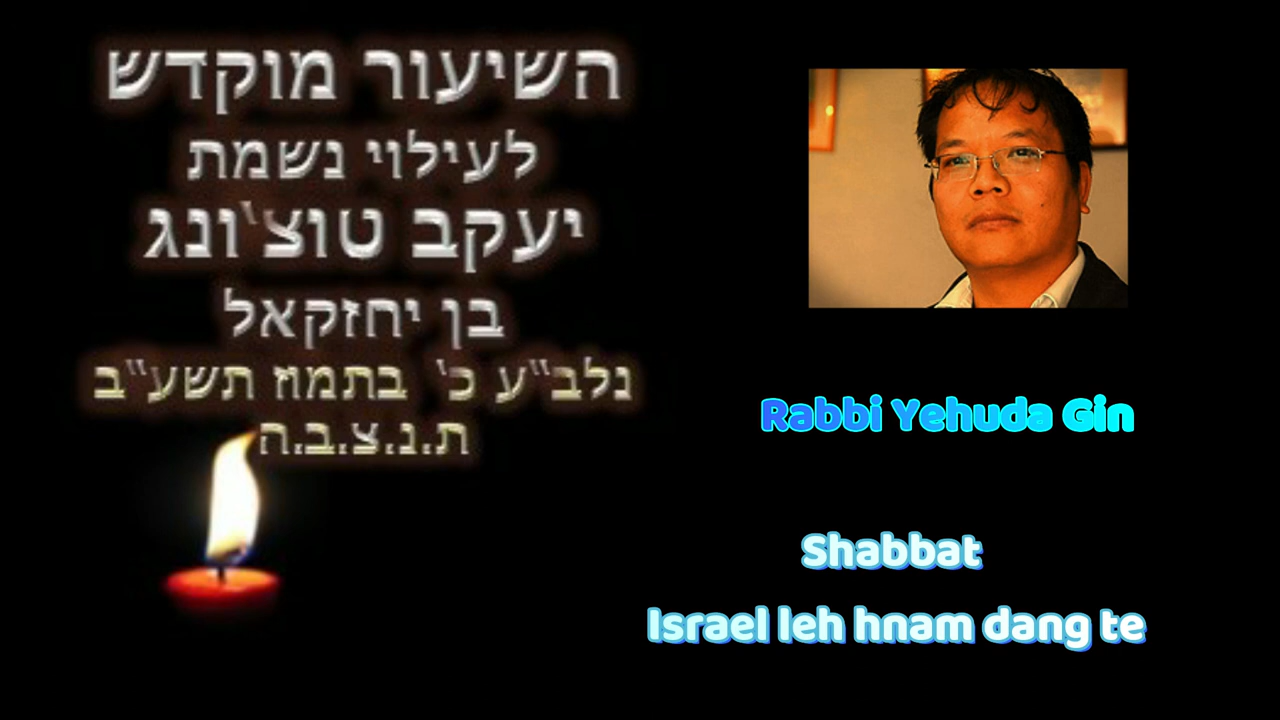 השיעור מוקדש
לעילוי נשמת
יעקב טוצ'ונג
בן יחזקאל
נלב"ע כ' בתמוז תשע"ב
ת.נ.צ.ב.ה
Rabbi Yehuda Gin
Shabbat
Israel leh hnam dang te